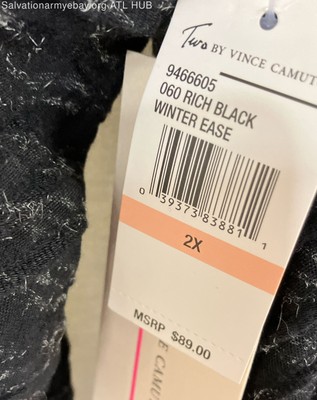 Salvationarmyebay.org ATL HUB
Two BY VINCE CAMUT
9466605
060 RICH BLACK
WINTER EASE
0 39373 83881 1
2X
MSRP $89.00
E CAMU